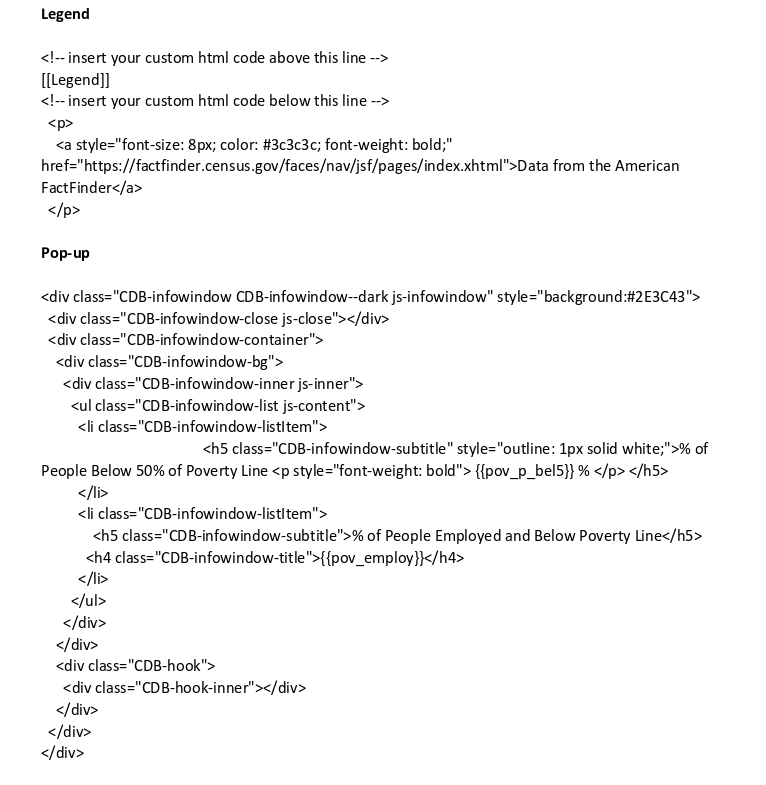 Legend
<!-- insert your custom html code above this line -->
[[Legend]]
<!-- insert your custom html code below this line -->
<p>
<a style="font-size: 8px; color: #3c3c3c; font-weight: bold;"
href="https://factfinder.census.gov/faces/nav/jsf/pages/index.xhtml">Data from the American
FactFinder</a>
</p>
Pop-up
<div class="CDB-infowindow CDB-infowindow--dark js-infowindow" style="background:#2E3C43">
<div class="CDB-infowindow-close js-close"></div>
<div class="CDB-infowindow-container">
<div class="CDB-infowindow-bg">
<div class="CDB-infowindow-inner js-inner">
<ul class="CDB-infowindow-list js-content">
<li class="CDB-infowindow-listItem">
<h5 class="CDB-infowindow-subtitle" style="outline: 1px solid white;">% of
People Below 50% of Poverty Line <p style="font-weight: bold"> {{pov_p_bel5}} % </p> </h5>
</li>
<li class="CDB-infowindow-listItem">
<h5 class="CDB-infowindow-subtitle">% of People Employed and Below Poverty Line</h5>
<h4 class="CDB-infowindow-title">{{pov_employ}}</h4>
</li>
</ul>
</div>
</div>
<div class="CDB-hook">
<div class="CDB-hook-inner"></div>
</div>
</div>
</div>